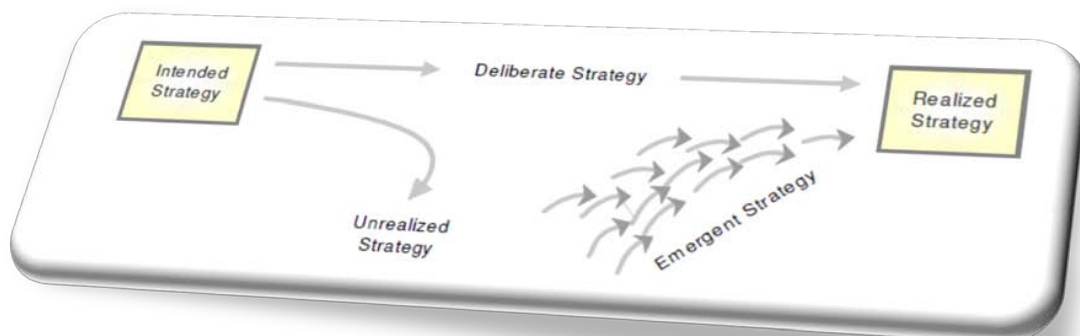 Intended
Strategy
Deliberate Strategy
Realized
Strategy
Unrealized
Strategy
Emergent Strategy